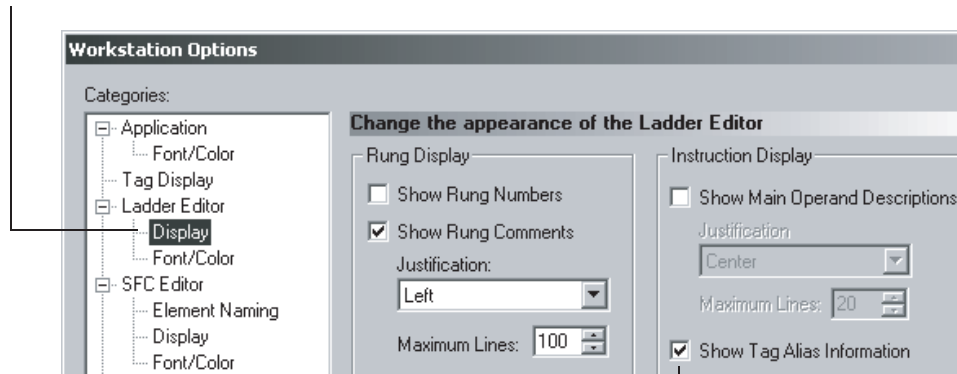 Workstation Options
Categories:
Application
Font/Color
Tag Display
Ladder Editor
Display
Font/Color
SFC Editor
Element Naming
Display
Font/Color
Change the appearance of the Ladder Editor
Rung Display
Show Rung Numbers
Show Rung Comments
Justification:
Left
Maximum Lines: 100
Instruction Display
Show Main Operand Descriptions
Justification
Center
Maximum Lines: 20
Show Tag Alias Information